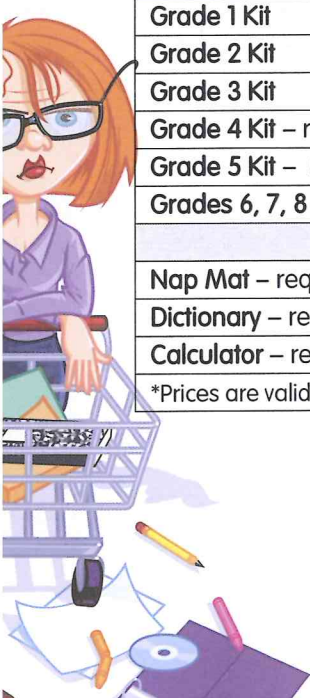 Grade 1 Kit
Grade 2 Kit
Grade 3 Kit
Grade 4 Kit –
Grade 5 Kit –
Grades 6, 7, 8
Nap Mat –
Dictionary –
Calculator –
*Prices are valid